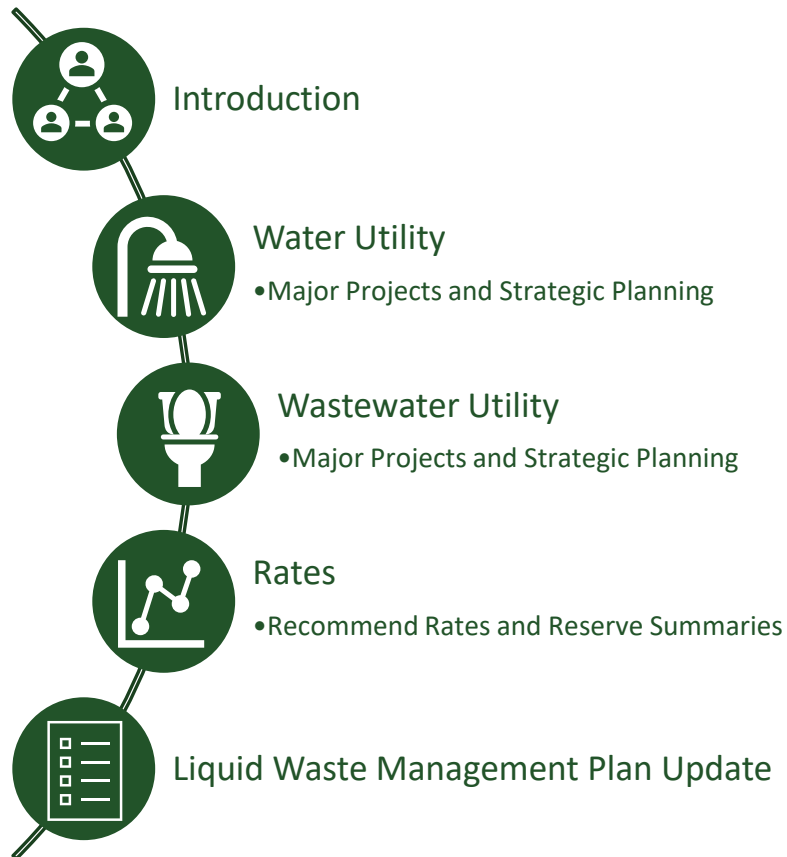 Introduction
Water Utility
•Major Projects and Strategic Planning
Wastewater Utility
•Major Projects and Strategic Planning
Rates
•Recommend Rates and Reserve Summaries
Liquid Waste Management Plan Update